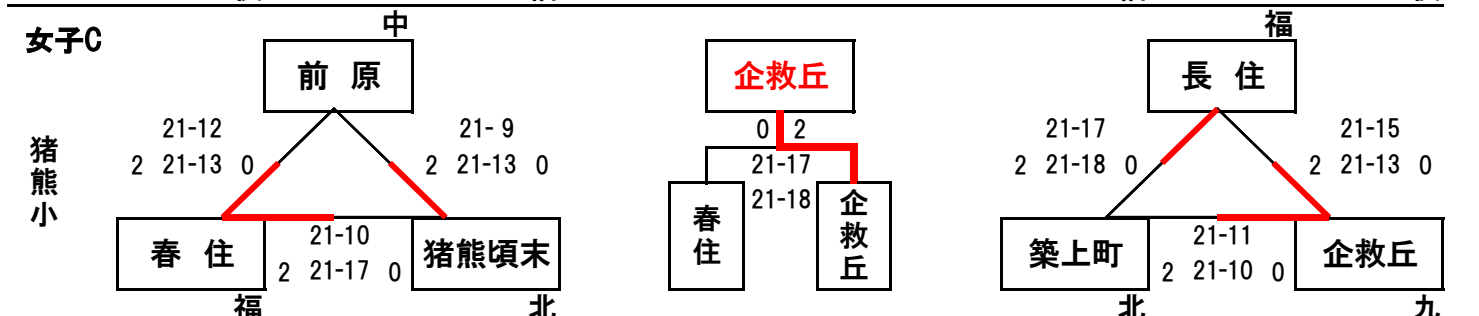 女子C
猪熊小
中
前 原
21-12
2 21-13 0
21- 9
2 21-13 0
春 住
21-10
2 21-17 0
猪熊頃末
福
北
企救丘
0 2
21-17
21-18
春住
企救丘
福
長 住
21-17
2 21-18 0
21-15
2 21-13 0
築上町
21-11
2 21-10 0
企救丘
北
九